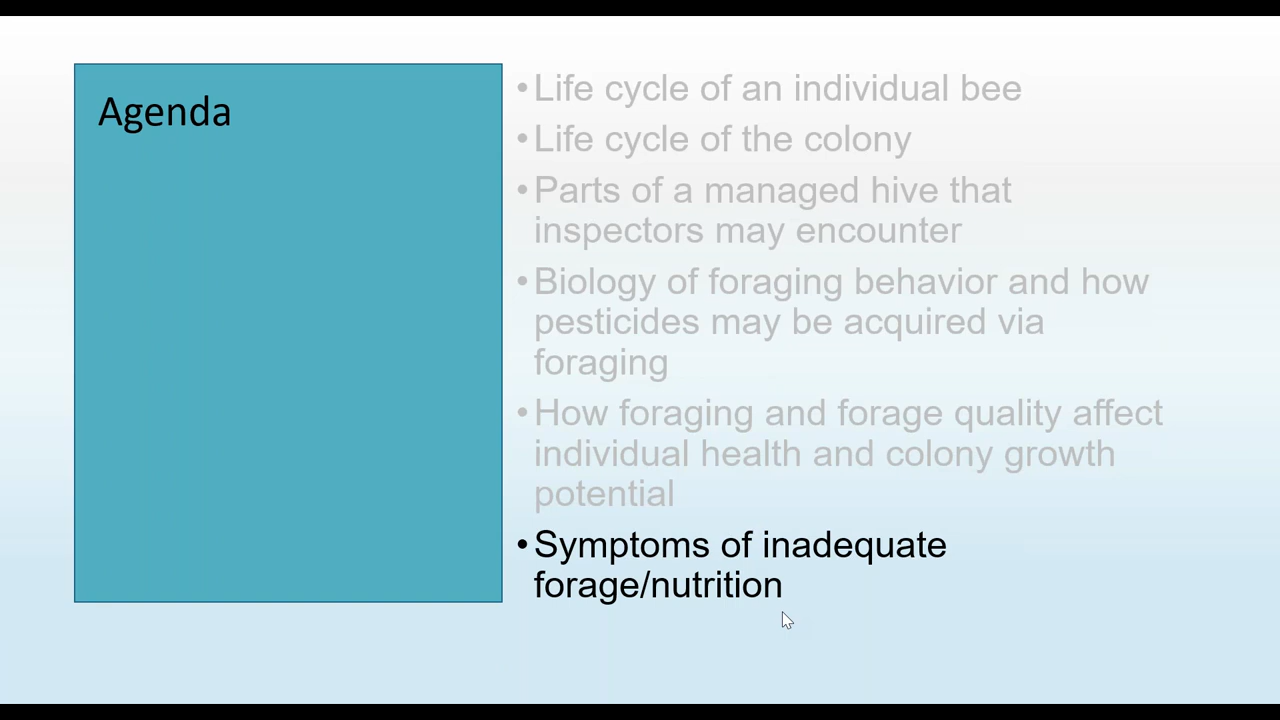 Agenda
•Life cycle of an individual bee
•Life cycle of the colony
•Parts of a managed hive that
inspectors may encounter
•Biology of foraging behavior and how
pesticides may be acquired via
foraging
•How foraging and forage quality affect
individual health and colony growth
potential
•Symptoms of inadequate
forage/nutrition